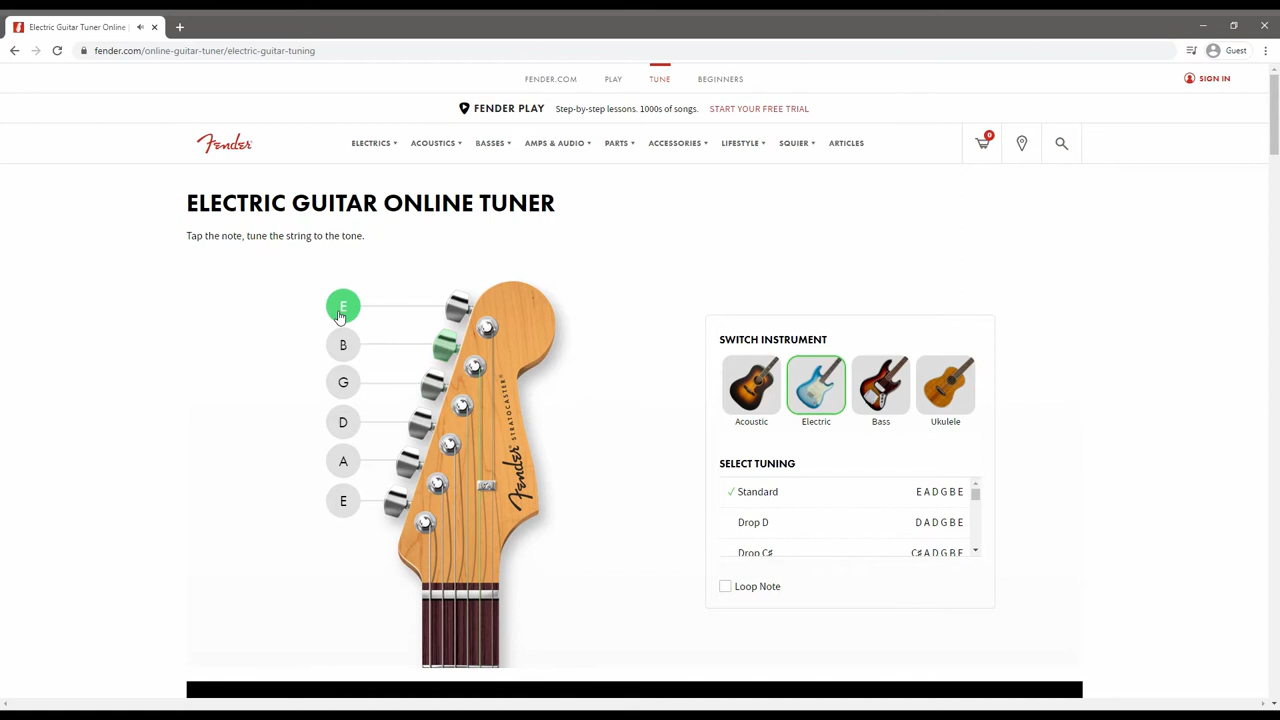 Electric Guitar Tuner Online
fender.com/online-guitar-tuner/electric-guitar-tuning
Guest
FENDER.COM PLAY TUNE BEGINNERS
SIGN IN
FENDER PLAY Step-by-step lessons. 1000s of songs. START YOUR FREE TRIAL
Fender ELECTRICS ACOUSTICS BASSES AMPS & AUDIO PARTS ACCESSORIES LIFESTYLE SQUIER ARTICLES 0
ELECTRIC GUITAR ONLINE TUNER
Tap the note, tune the string to the tone.
E
B
G
D
A
E
Fender STRATOCASTER
SWITCH INSTRUMENT
Acoustic Electric Bass Ukulele
SELECT TUNING
✓ Standard E A D G B E
Drop D D A D G B E
Drop C♯ C♯ A D G B E
Loop Note